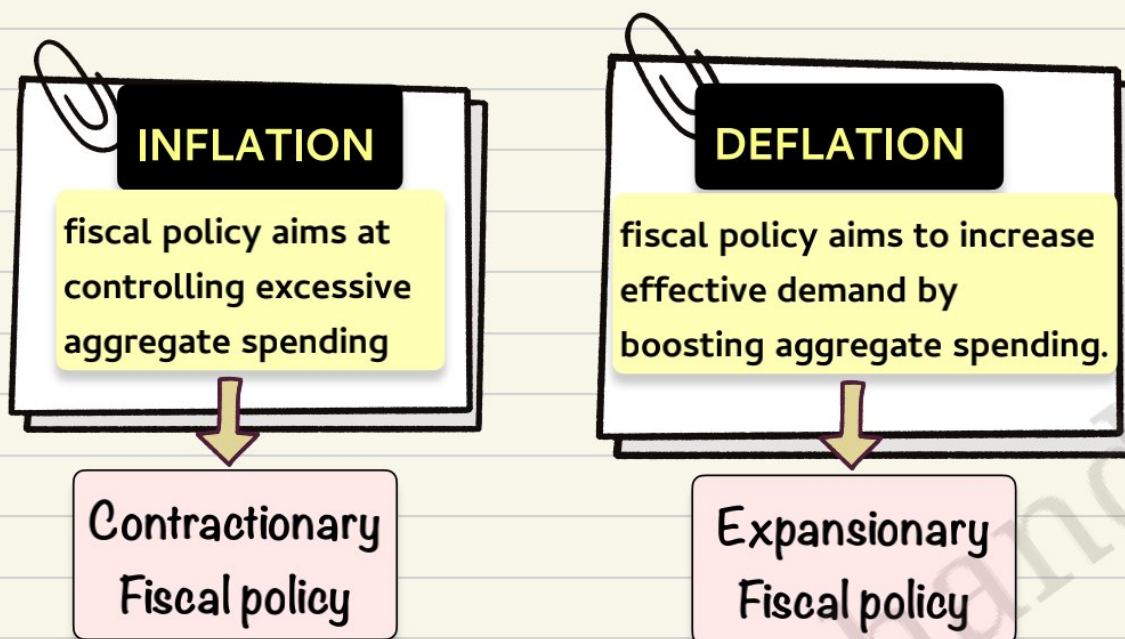 INFLATION
fiscal policy aims at
controlling excessive
aggregate spending
Contractionary
Fiscal policy
DEFLATION
fiscal policy aims to increase
effective demand by
boosting aggregate spending.
Expansionary
Fiscal policy